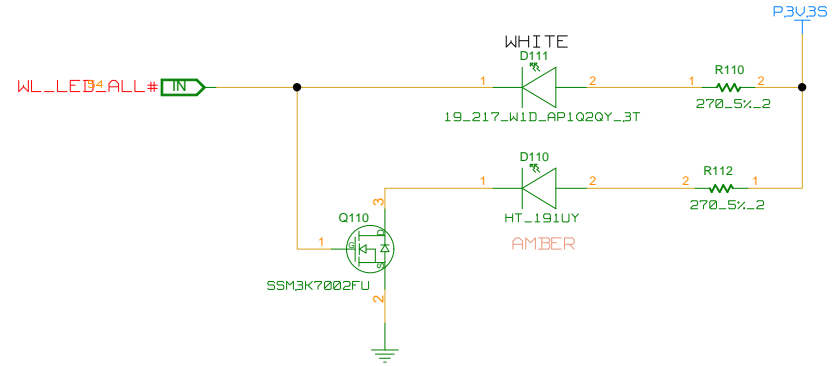 P3V3S
WHITE
D111
R110
WL_LED_ALL#
94
IN
1
2
1
2
270_5%_2
19_217_W1D_AP1Q2QY_3T
D110
R112
1
2
2
1
3
HT_191UY
270_5%_2
Q110
D
AMBER
1
G
S
SSM3K7002FU
2